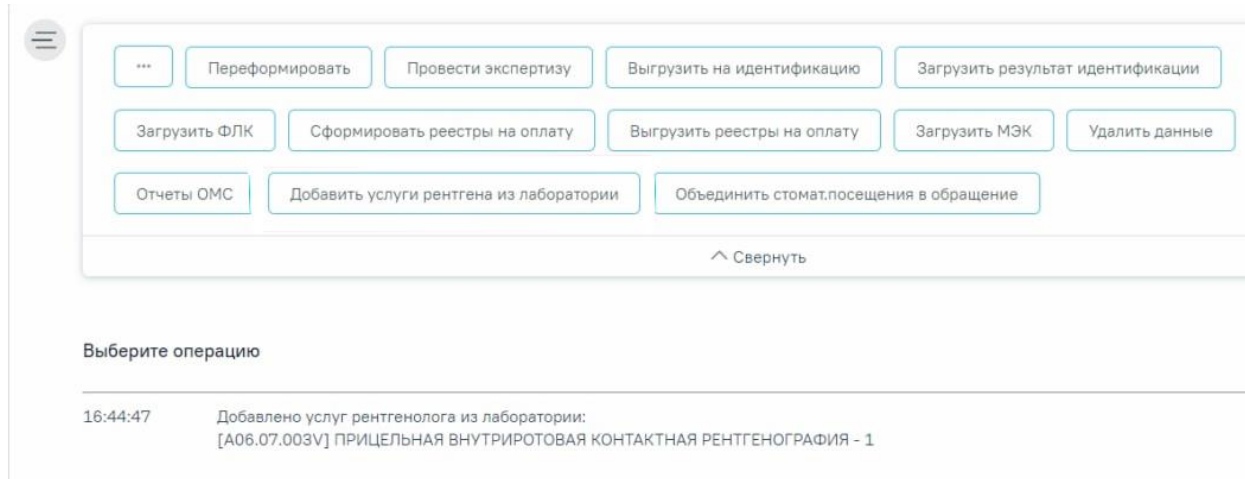 ... Переформировать Провести экспертизу Выгрузить на идентификацию Загрузить результат идентификации
Загрузить ФЛК Сформировать реестры на оплату Выгрузить реестры на оплату Загрузить МЭК Удалить данные
Отчеты ОМС Добавить услуги рентгена из лаборатории Объединить стомат.посещения в обращение
Свернуть
Выберите операцию
16:44:47 Добавлено услуг рентгенолога из лаборатории:
[A06.07.003V] ПРИЦЕЛЬНАЯ ВНУТРИРОТОВАЯ КОНТАКТНАЯ РЕНТГЕНОГРАФИЯ - 1